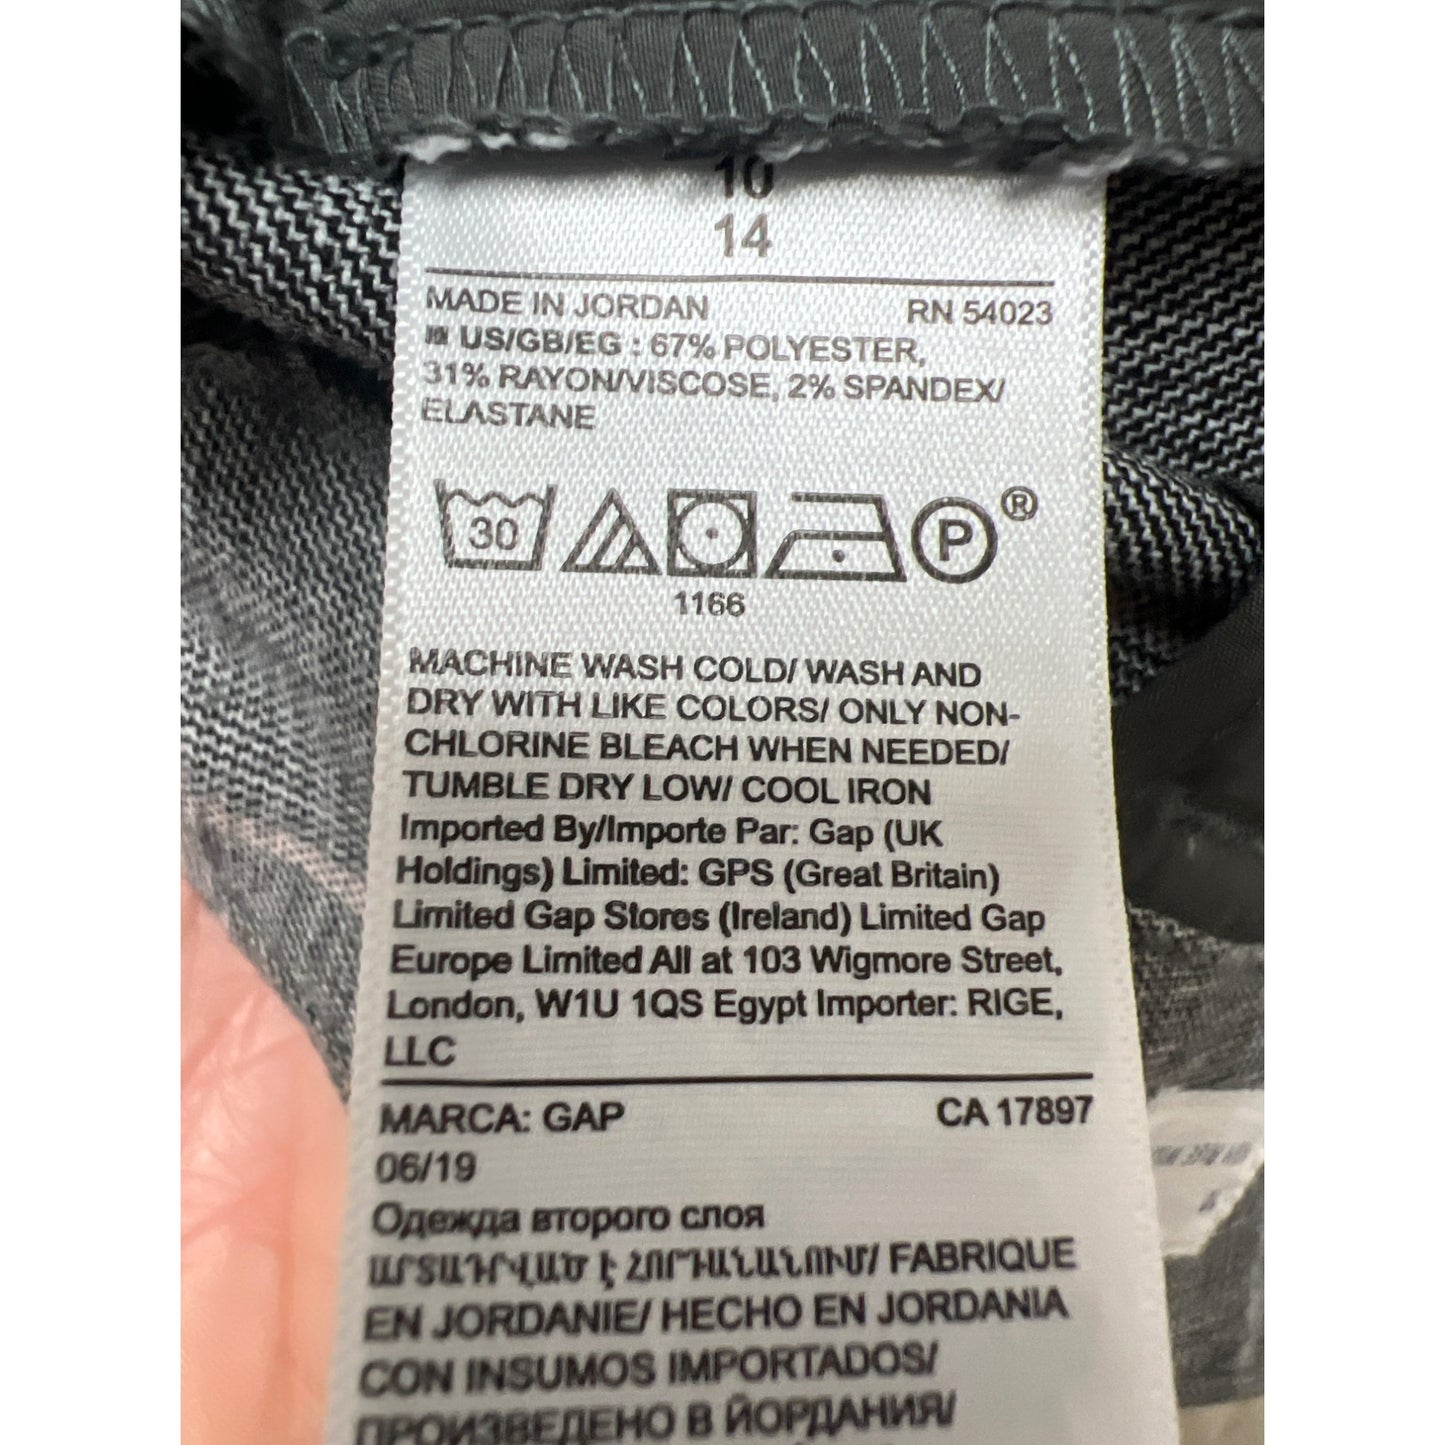 10
14
MADE IN JORDAN RN 54023
US/GB/EG : 67% POLYESTER,
31% RAYON/VISCOSE, 2% SPANDEX/
ELASTANE
30 P ®
1166
MACHINE WASH COLD/ WASH AND
DRY WITH LIKE COLORS/ ONLY NON-
CHLORINE BLEACH WHEN NEEDED/
TUMBLE DRY LOW/ COOL IRON
Imported By/Importe Par: Gap (UK
Holdings) Limited: GPS (Great Britain)
Limited Gap Stores (Ireland) Limited Gap
Europe Limited All at 103 Wigmore Street,
London, W1U 1QS Egypt Importer: RIGE,
LLC
MARCA: GAP CA 17897
06/19
Одежда второго слоя
ԱՐՏԱԴՐՎԱԾ Է ՀՈՐԴԱՆԱՆՈՒՄ/ FABRIQUE
EN JORDANIE/ HECHO EN JORDANIA
CON INSUMOS IMPORTADOS/
ПРОИЗВЕДЕНО В ЙОРДАНИЯ/